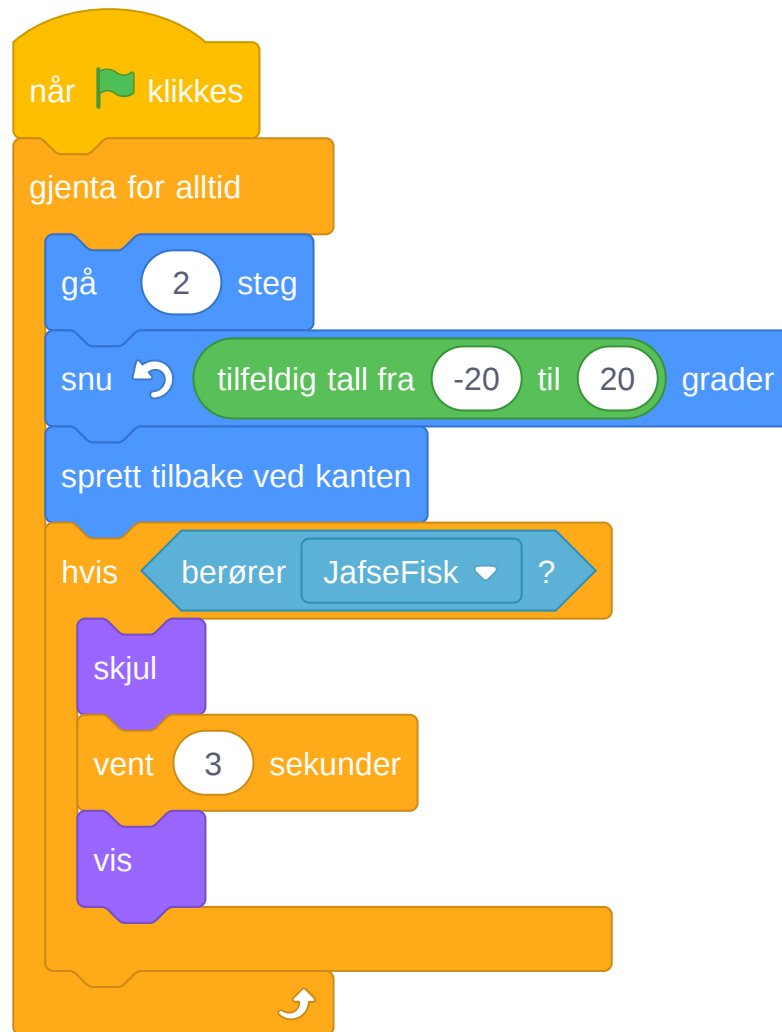 når klikkes
gjenta for alltid
gå 2 steg
snu tilfeldig tall fra -20 til 20 grader
sprett tilbake ved kanten
hvis berører JafseFisk ?
skjul
vent 3 sekunder
vis